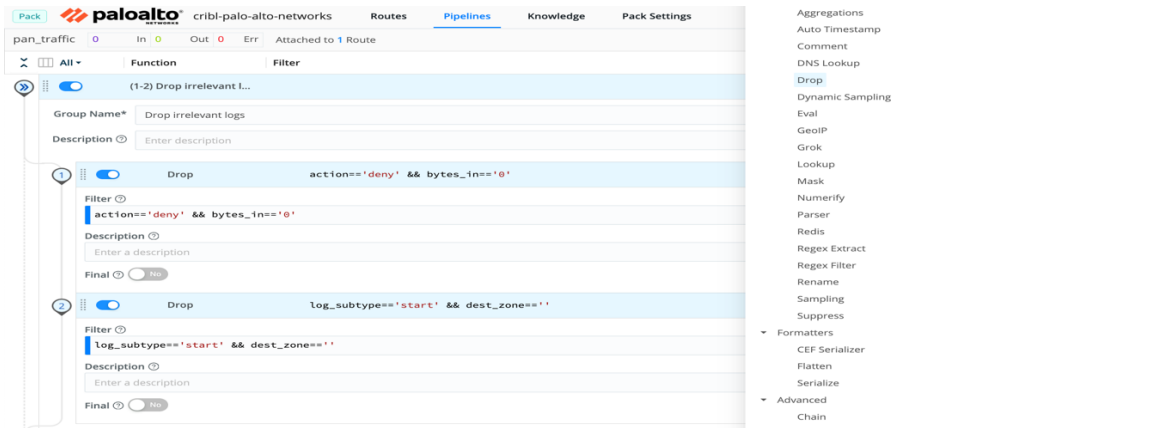 Pack paloalto NETWORKS cribl-palo-alto-networks Routes Pipelines Knowledge Pack Settings
pan_traffic 0 In 0 Out 0 Err Attached to 1 Route
All Function Filter
(1-2) Drop irrelevant l...
Group Name* Drop irrelevant logs
Description ? Enter description
1 Drop action=='deny' && bytes_in=='0'
Filter ?
action=='deny' && bytes_in=='0'
Description ?
Enter a description
Final ? No
2 Drop log_subtype=='start' && dest_zone==''
Filter ?
log_subtype=='start' && dest_zone==''
Description ?
Enter a description
Final ? No
Aggregations
Auto Timestamp
Comment
DNS Lookup
Drop
Dynamic Sampling
Eval
GeoIP
Grok
Lookup
Mask
Numerify
Parser
Redis
Regex Extract
Regex Filter
Rename
Sampling
Suppress
Formatters
CEF Serializer
Flatten
Serialize
Advanced
Chain